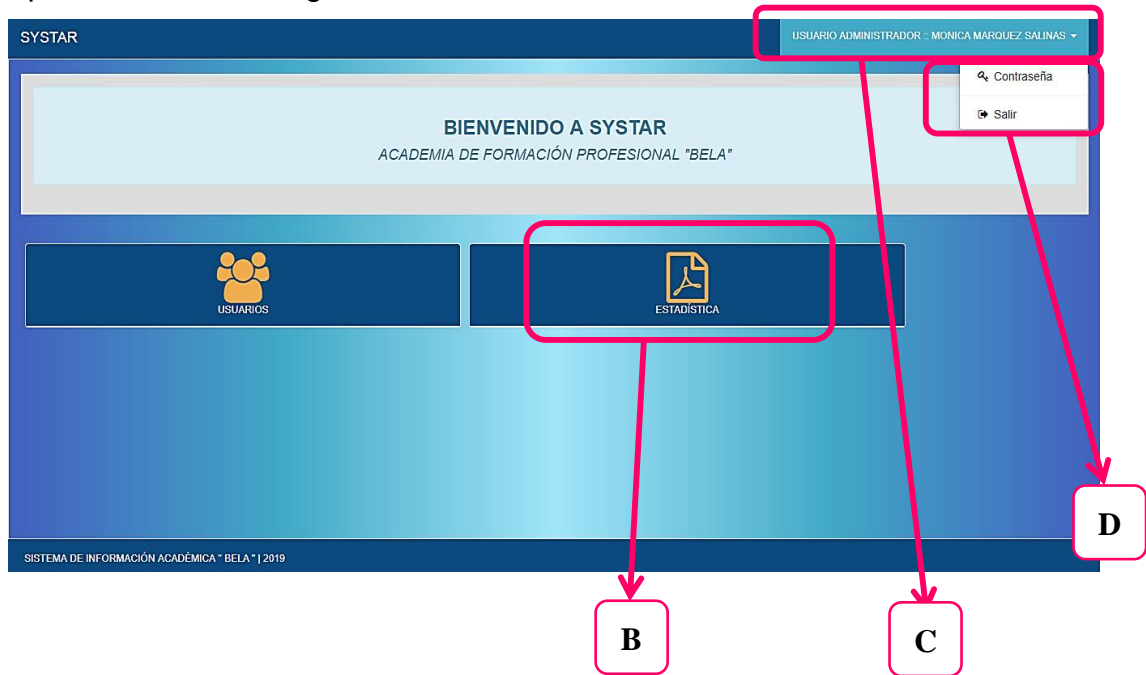 SYSTAR
USUARIO ADMINISTRADOR :: MONICA MARQUEZ SALINAS
Contraseña
Salir
BIENVENIDO A SYSTAR
ACADEMIA DE FORMACIÓN PROFESIONAL "BELA"
USUARIOS
ESTADÍSTICA
D
SISTEMA DE INFORMACIÓN ACADÉMICA " BELA " | 2019
B
C